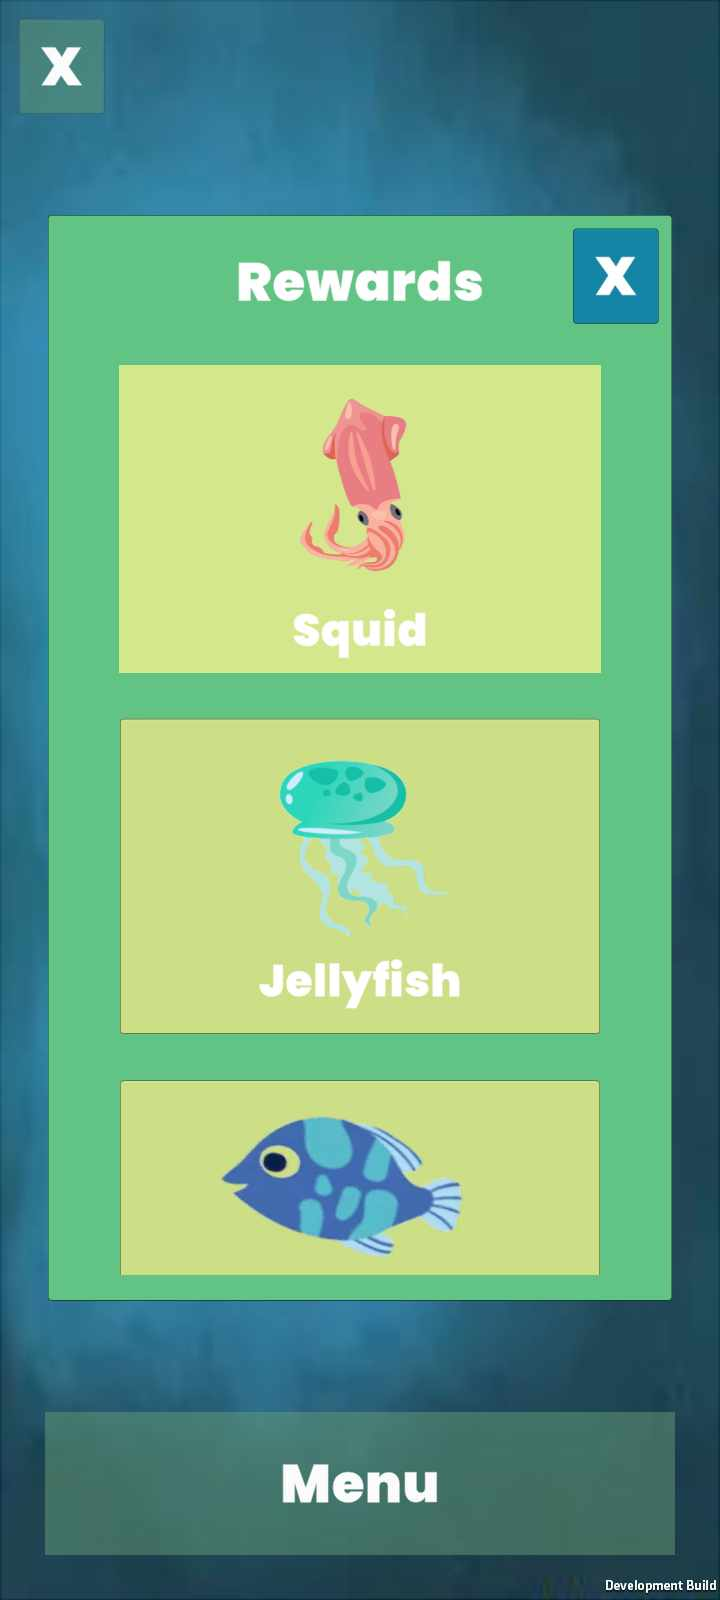 X
Rewards
X
Squid
Jellyfish
Menu
Development Build